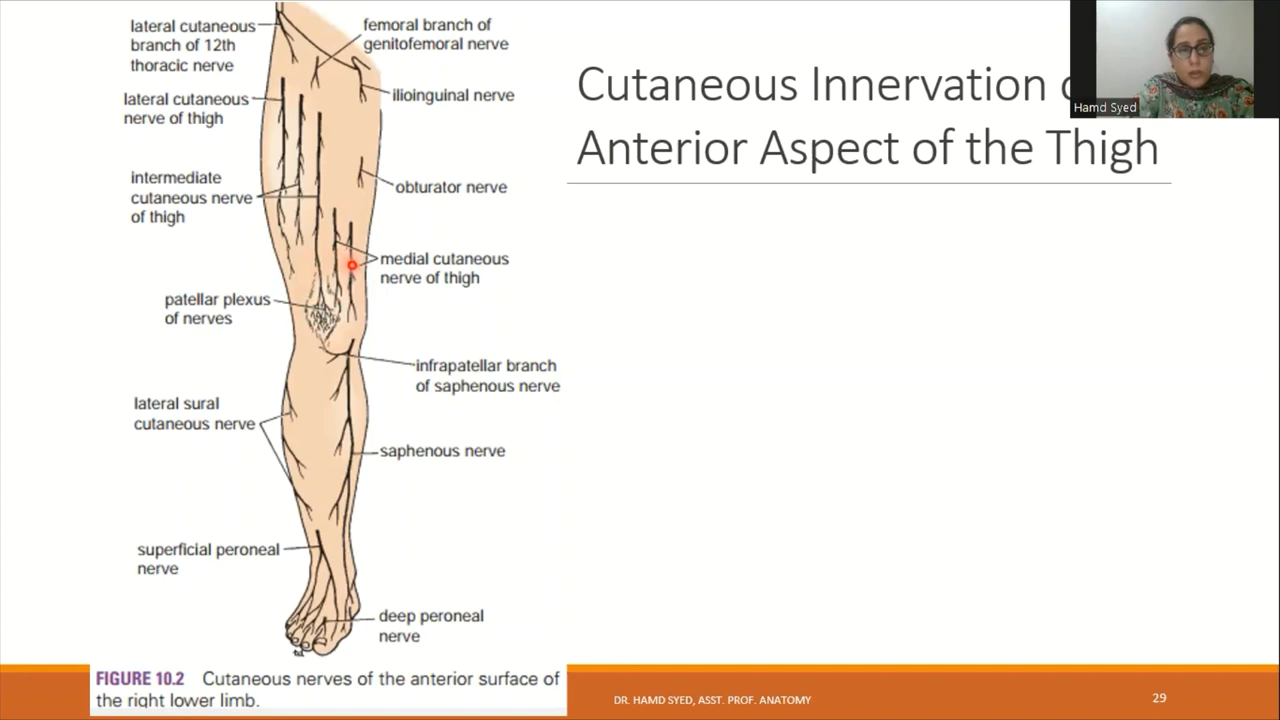 lateral cutaneous
branch of 12th
thoracic nerve
femoral branch of
genitofemoral nerve
lateral cutaneous
nerve of thigh
ilioinguinal nerve
intermediate
cutaneous nerve
of thigh
obturator nerve
medial cutaneous
nerve of thigh
patellar plexus
of nerves
infrapatellar branch
of saphenous nerve
lateral sural
cutaneous nerve
saphenous nerve
superficial peroneal
nerve
deep peroneal
nerve
FIGURE 10.2 Cutaneous nerves of the anterior surface of
the right lower limb.
Cutaneous Innervation
Anterior Aspect of the Thigh
Hamd Syed
DR. HAMD SYED, ASST. PROF. ANATOMY
29